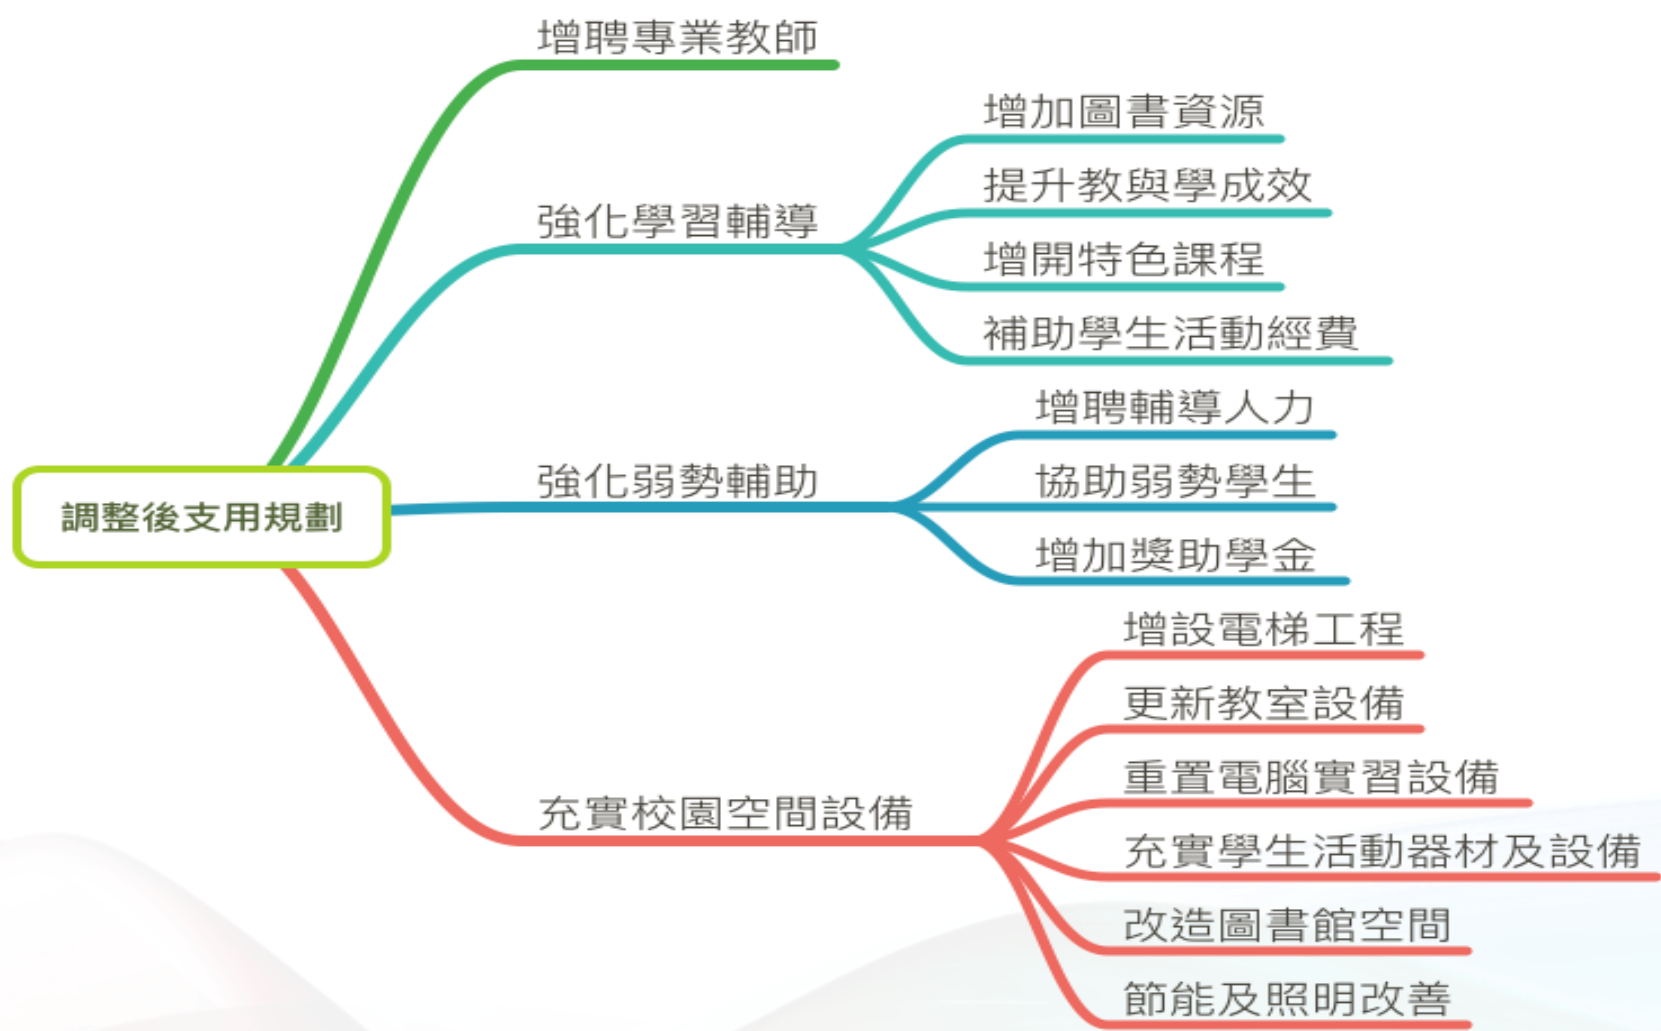 調整後支用規劃
增聘專業教師
強化學習輔導
增加圖書資源
提升教與學成效
增開特色課程
補助學生活動經費
強化弱勢輔助
增聘輔導人力
協助弱勢學生
增加獎助學金
充實校園空間設備
增設電梯工程
更新教室設備
重置電腦實習設備
充實學生活動器材及設備
改造圖書館空間
節能及照明改善